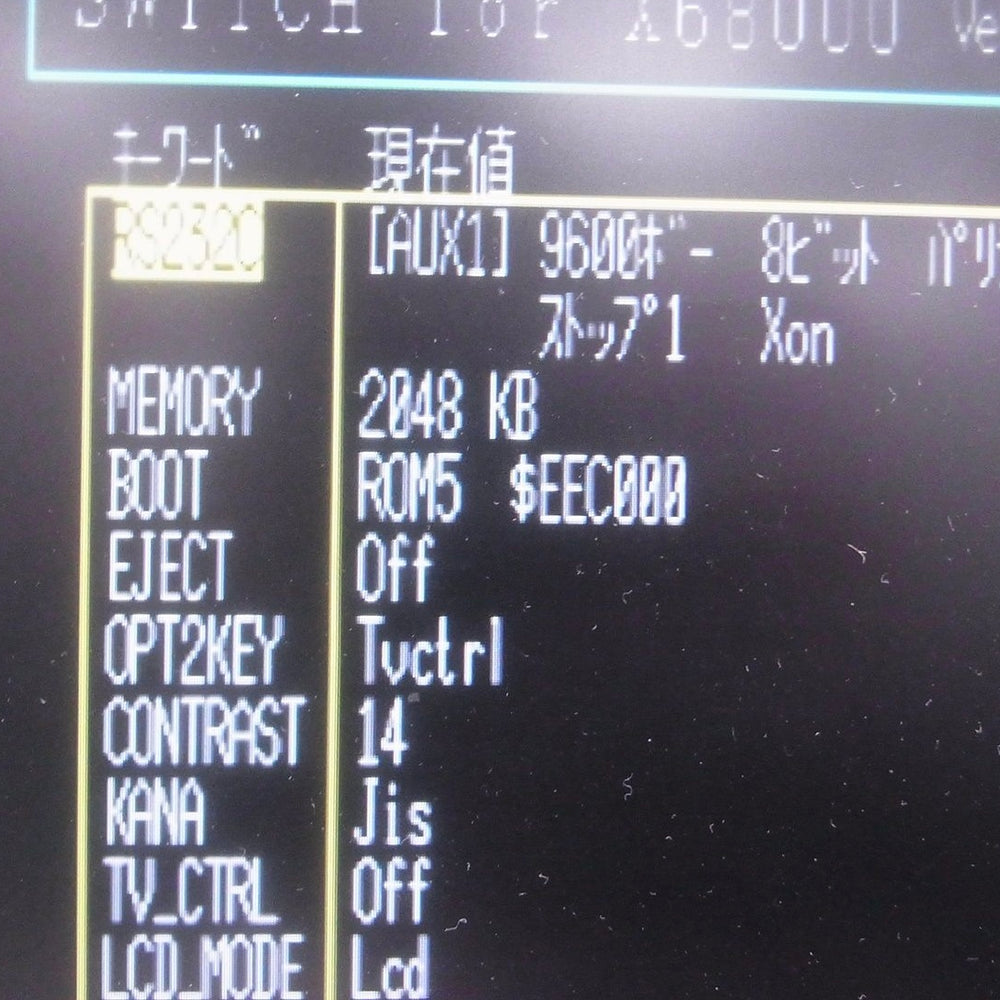 SWITCH for X68000 Ve
ｷｰﾜｰﾄﾞ 現在値
RS232C [AUX1] 9600ﾎﾞｰ 8ﾋﾞｯﾄ ﾊﾟﾘ
ｽﾄｯﾌﾟ1 Xon
MEMORY 2048 KB
BOOT ROM5 $EEC000
EJECT Off
OPT2KEY Tvctrl
CONTRAST 14
KANA Jis
TV_CTRL Off
LCD_MODE Lcd